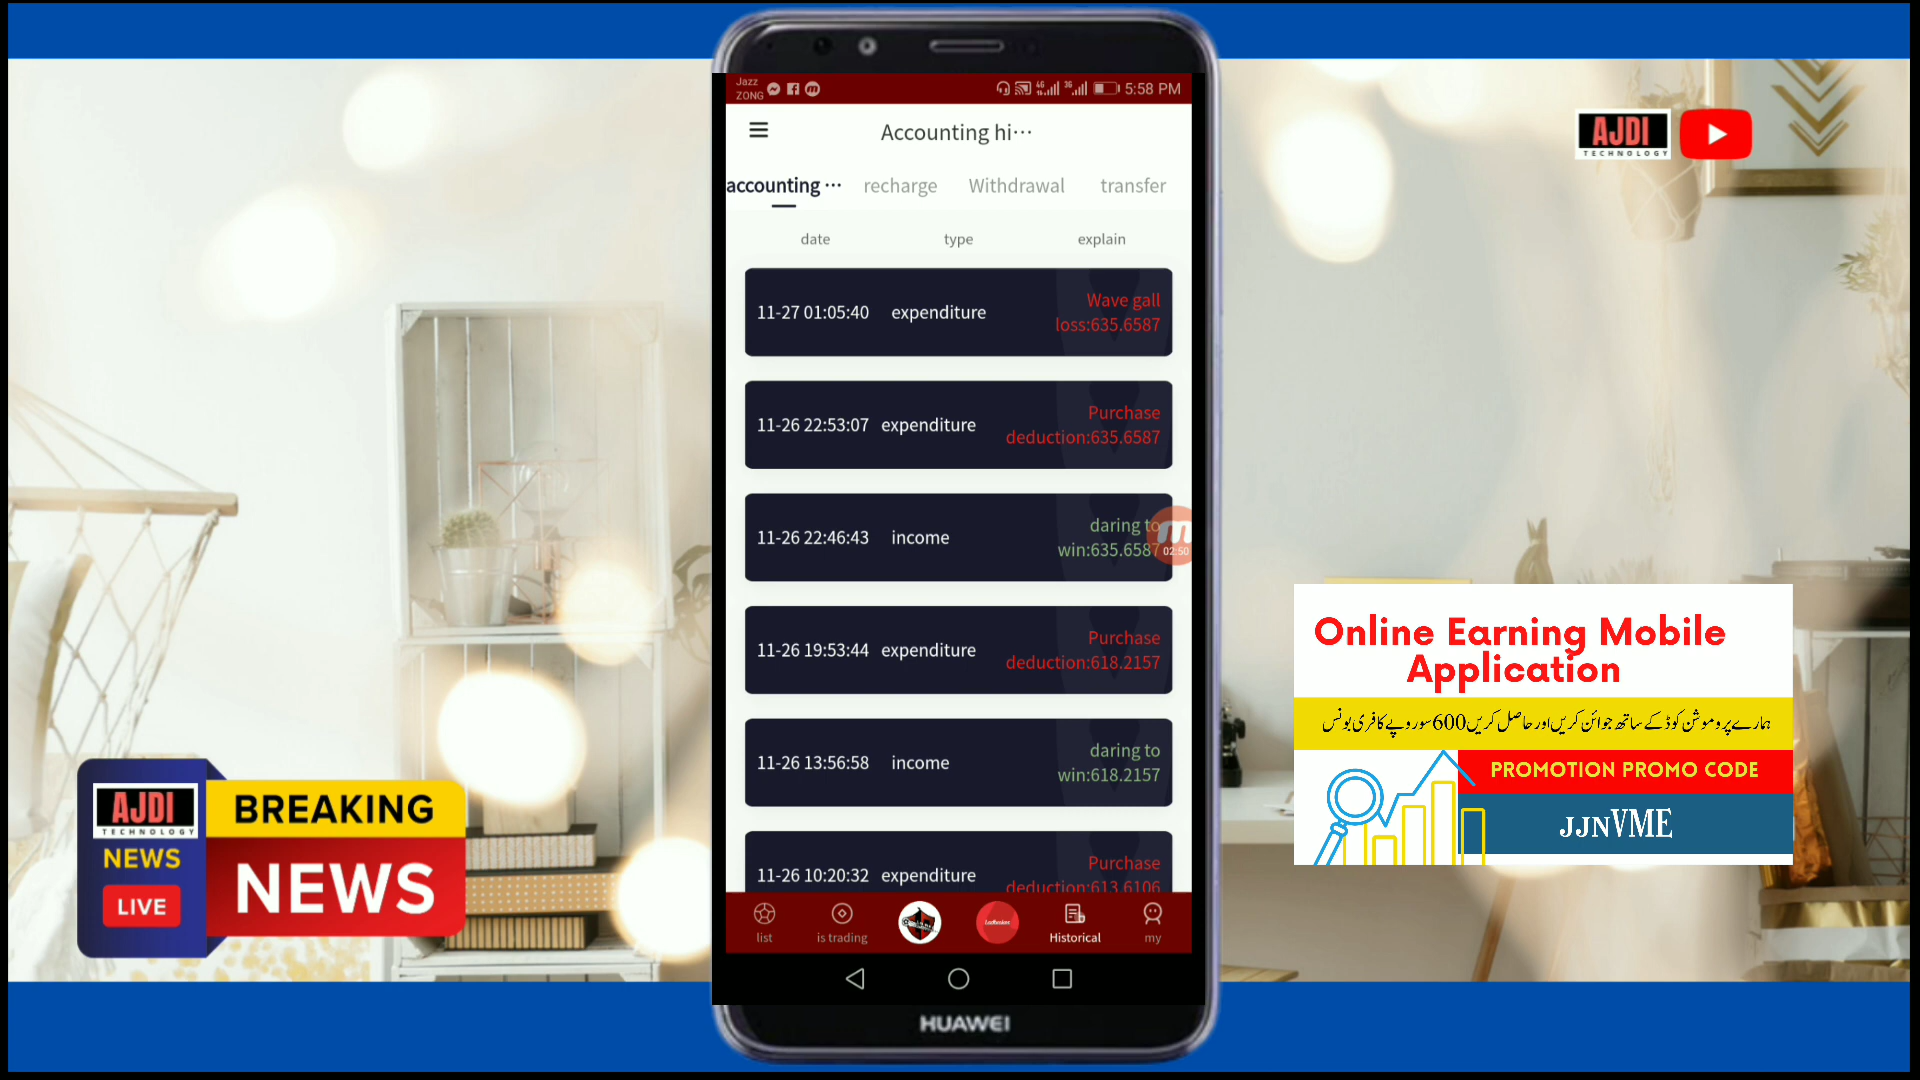 Jazz
ZONG
5:58 PM
Accounting hi···
accounting ··· recharge Withdrawal transfer
date type explain
11-27 01:05:40 expenditure Wave gall
loss:635.6587
11-26 22:53:07 expenditure Purchase
deduction:635.6587
11-26 22:46:43 income daring to
win:635.6587
02:50
11-26 19:53:44 expenditure Purchase
deduction:618.2157
11-26 13:56:58 income daring to
win:618.2157
11-26 10:20:32 expenditure Purchase
deduction:613.6106
list is trading Ladbrokes Historical my
HUAWEI
AJDI
TECHNOLOGY
NEWS
LIVE
BREAKING
NEWS
AJDI
TECHNOLOGY
Online Earning Mobile
Application
ہمارے پروموشن کوڈ کے ساتھ جوائن کریں اور حاصل کریں 600 سو روپے کا فری بونس
PROMOTION PROMO CODE
JJNVME